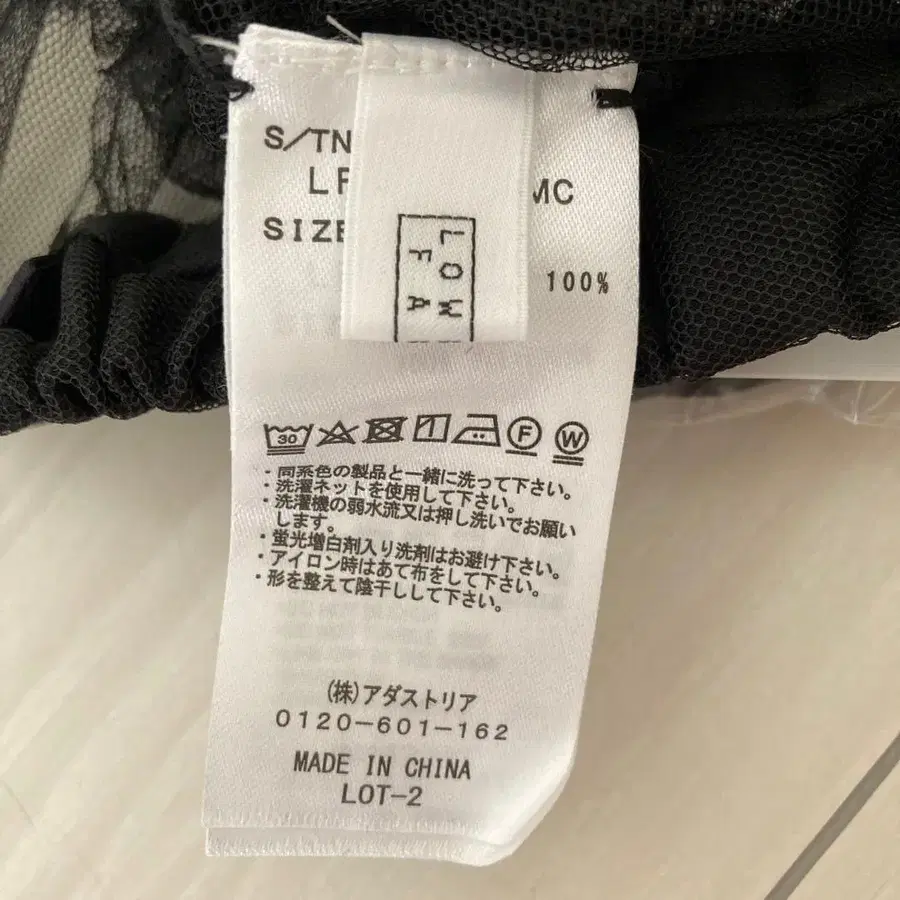 S/TN
LF MC
SIZE
100%
LOW
FA
30
F
W
・同系色の製品と一緒に洗って下さい。
・洗濯ネットを使用して下さい。
・洗濯機の弱水流又は押し洗いでお願い
します。
・蛍光増白剤入り洗剤はお避け下さい。
・アイロン時はあて布をして下さい。
・形を整えて陰干しして下さい。
(株)アダストリア
0120-601-162
MADE IN CHINA
LOT-2